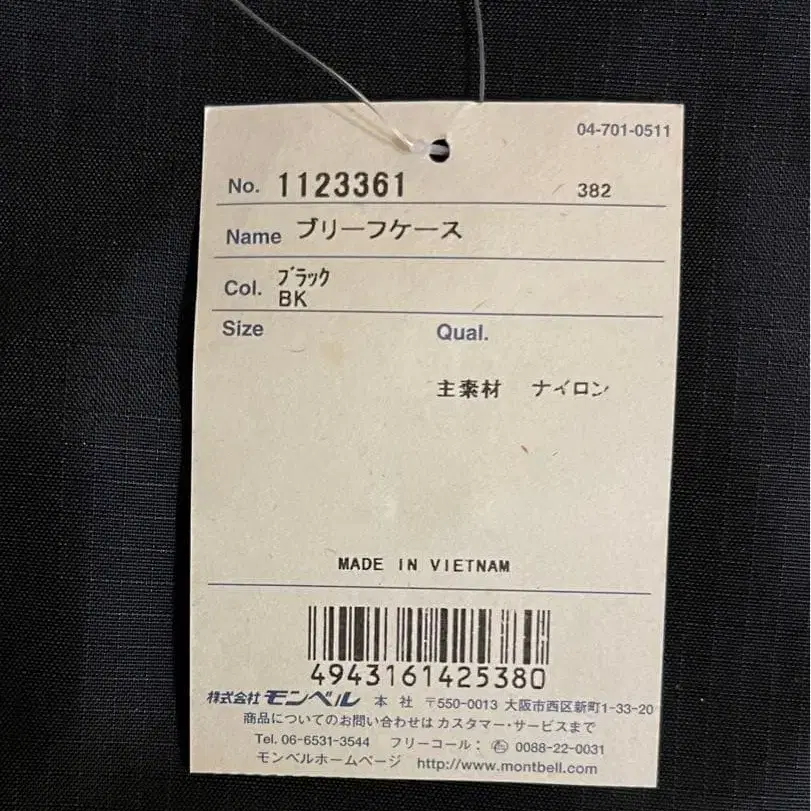 04-701-0511
No. 1123361 382
Name ブリーフケース
Col. ﾌﾞﾗｯｸ
BK
Size Qual.
主素材 ナイロン
MADE IN VIETNAM
4943161425380
株式会社 モンベル 本 社 〒550-0013 大阪市西区新町1-33-20
商品についてのお問い合わせは カスタマー・サービスまで
Tel. 06-6531-3544 フリーコール： 0088-22-0031
モンベルホームページ http://www.montbell.com